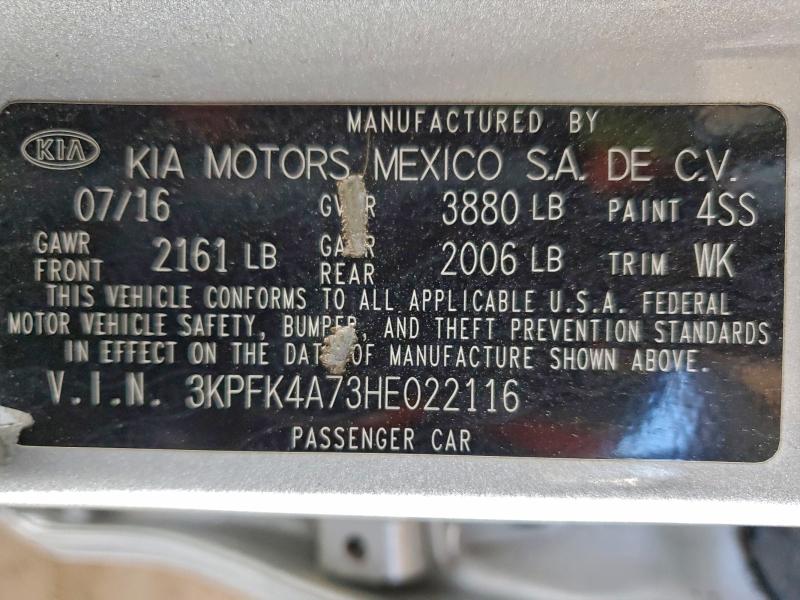 MANUFACTURED BY
KIA KIA MOTORS MEXICO S.A. DE C.V.
07/16 GVWR 3880 LB PAINT 4SS
GAWR FRONT 2161 LB GAWR REAR 2006 LB TRIM WK
THIS VEHICLE CONFORMS TO ALL APPLICABLE U.S.A. FEDERAL
MOTOR VEHICLE SAFETY, BUMPER, AND THEFT PREVENTION STANDARDS
IN EFFECT ON THE DATE OF MANUFACTURE SHOWN ABOVE.
V.I.N. 3KPFK4A73HE022116
PASSENGER CAR